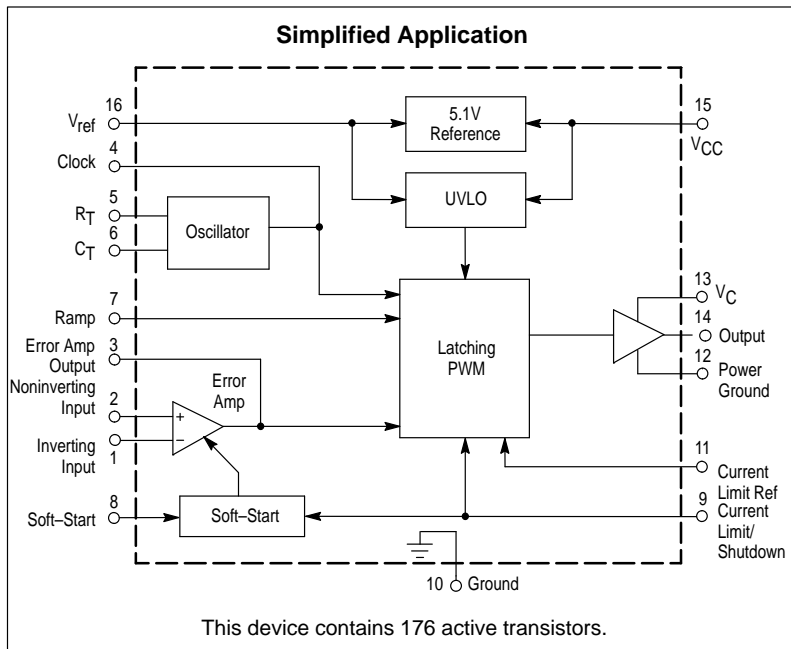 Simplified Application
16
Vref
4
Clock
5
RT
6
CT
7
Ramp
3
Error Amp
Output
Noninverting
Input
2
Inverting
Input
1
8
Soft–Start
5.1V
Reference
15
VCC
UVLO
Oscillator
Latching
PWM
Error
Amp
+
–
Soft–Start
13
VC
14
Output
12
Power
Ground
11
Current
Limit Ref
9
Current
Limit/
Shutdown
10
Ground
This device contains 176 active transistors.